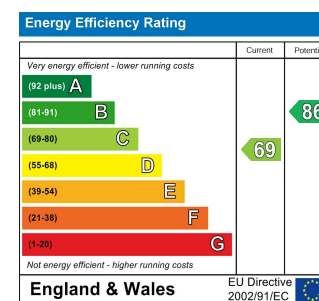 Energy Efficiency Rating
Current Potenti
Very energy efficient - lower running costs
(92 plus) A
(81-91) B 86
(69-80) C 69
(55-68) D
(39-54) E
(21-38) F
(1-20) G
Not energy efficient - higher running costs
England & Wales
EU Directive
2002/91/EC